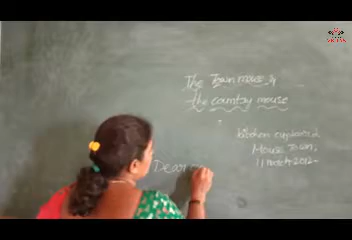 The Town mouse &
the country mouse
kitchen cupboard
Mouse Town,
11 March 2012
Dear